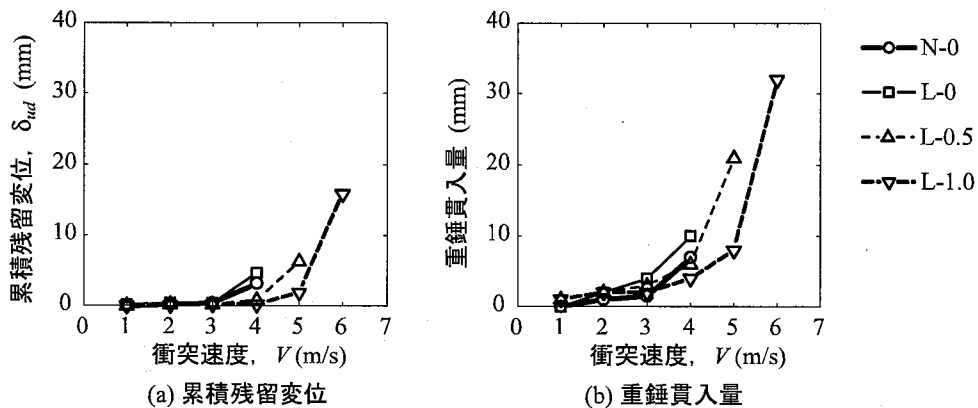 累積残留変位, δud (mm)
40
30
20
10
0
0 1 2 3 4 5 6 7
衝突速度, V (m/s)
(a) 累積残留変位
重錘貫入量 (mm)
40
30
20
10
0
0 1 2 3 4 5 6 7
衝突速度, V (m/s)
(b) 重錘貫入量
N-0
L-0
L-0.5
L-1.0